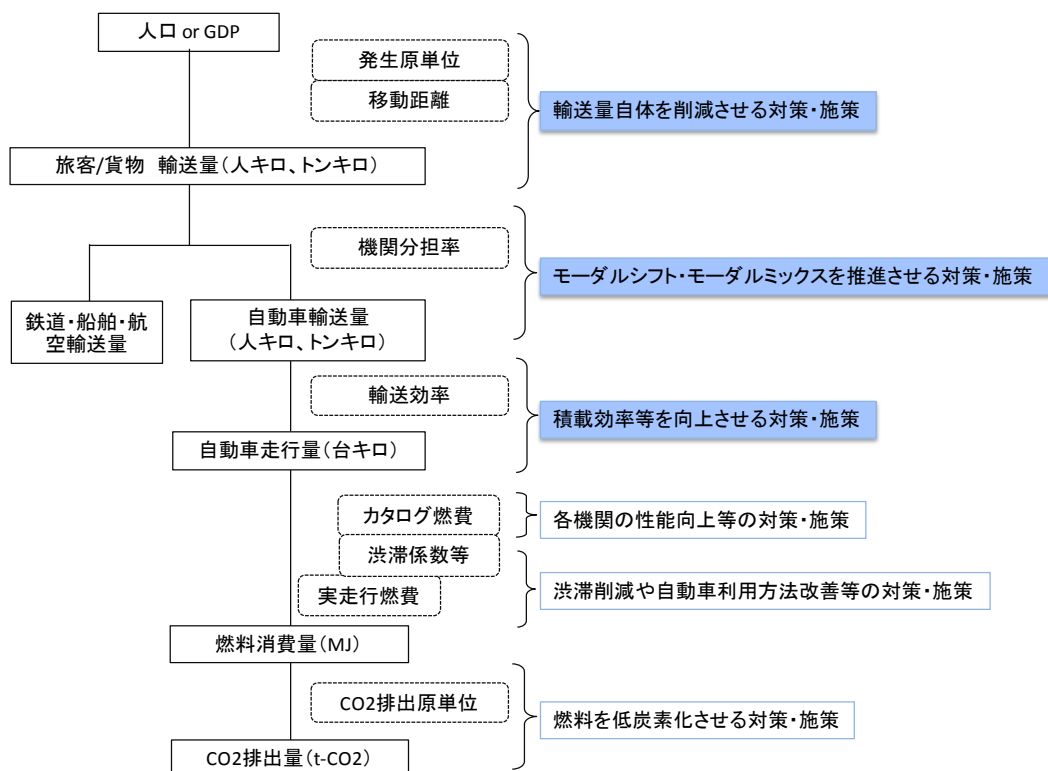 人口 or GDP
発生原単位
移動距離
輸送量自体を削減させる対策・施策
旅客/貨物 輸送量(人キロ、トンキロ)
機関分担率
モーダルシフト・モーダルミックスを推進させる対策・施策
鉄道・船舶・航
空輸送量
自動車輸送量
(人キロ、トンキロ)
輸送効率
積載効率等を向上させる対策・施策
自動車走行量(台キロ)
カタログ燃費
各機関の性能向上等の対策・施策
渋滞係数等
渋滞削減や自動車利用方法改善等の対策・施策
実走行燃費
燃料消費量(MJ)
CO2排出原単位
燃料を低炭素化させる対策・施策
CO2排出量(t-CO2)